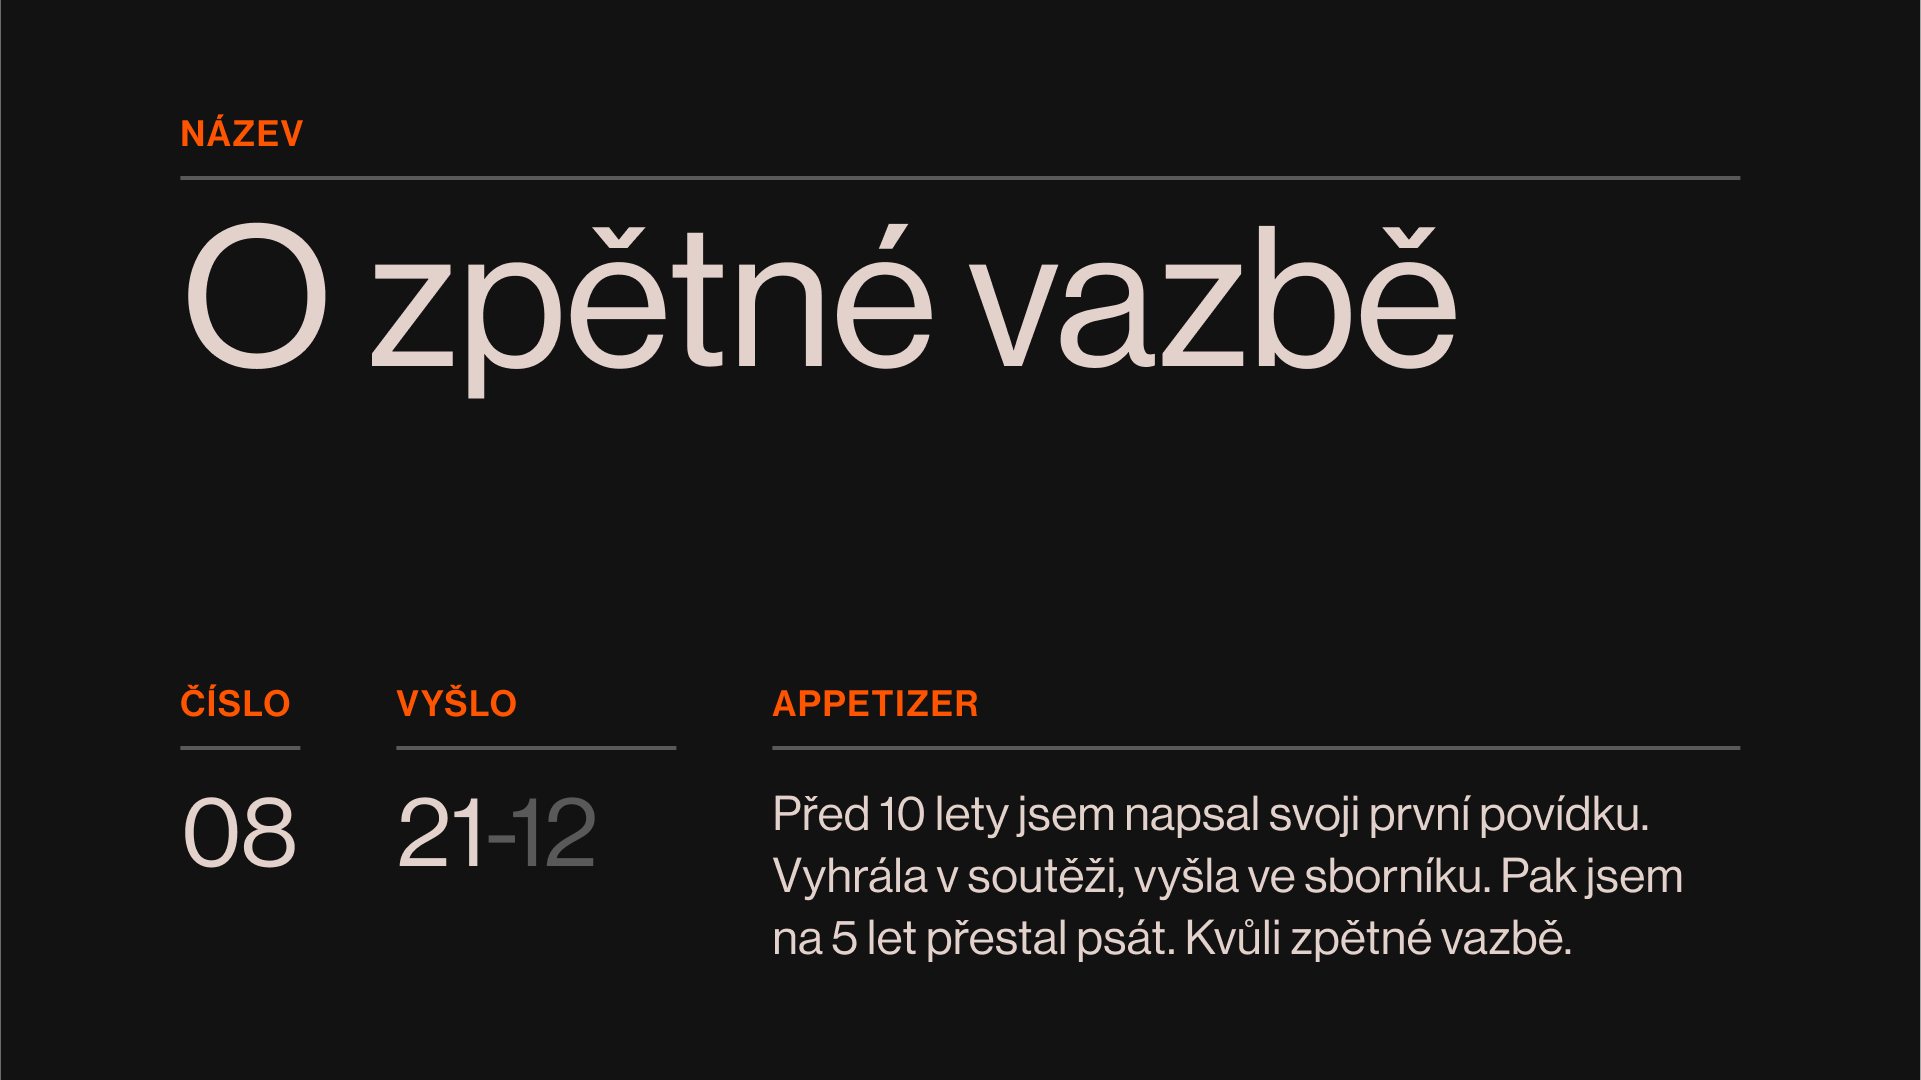 NÁZEV
O zpětné vazbě
ČÍSLO
08
VYŠLO
21-12
APPETIZER
Před 10 lety jsem napsal svoji první povídku.
Vyhrála v soutěži, vyšla ve sborníku. Pak jsem
na 5 let přestal psát. Kvůli zpětné vazbě.